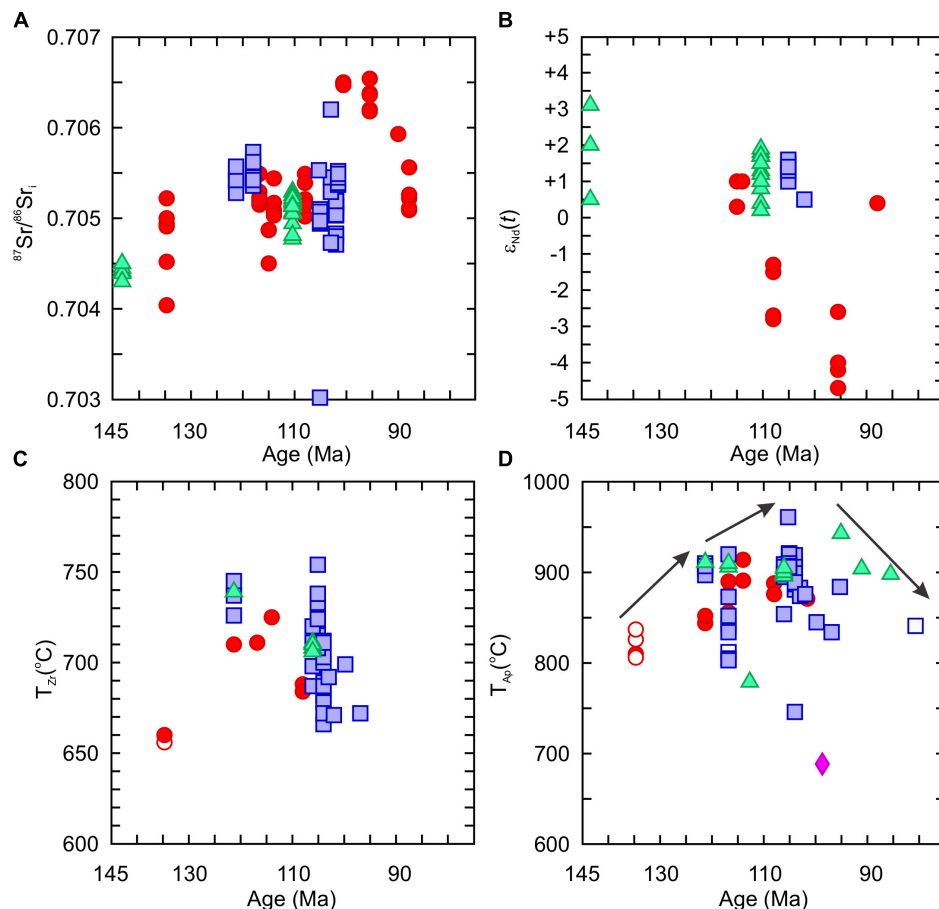 A
0.707
0.706
0.705
0.704
0.703
⁸⁷Sr/⁸⁶Srᵢ
145 130 110 90
Age (Ma)
B
+5
+4
+3
+2
+1
0
-1
-2
-3
-4
-5
εNd(t)
145 130 110 90
Age (Ma)
C
800
750
700
650
600
TZr(°C)
145 130 110 90
Age (Ma)
D
1000
900
800
700
600
TAp(°C)
145 130 110 90
Age (Ma)